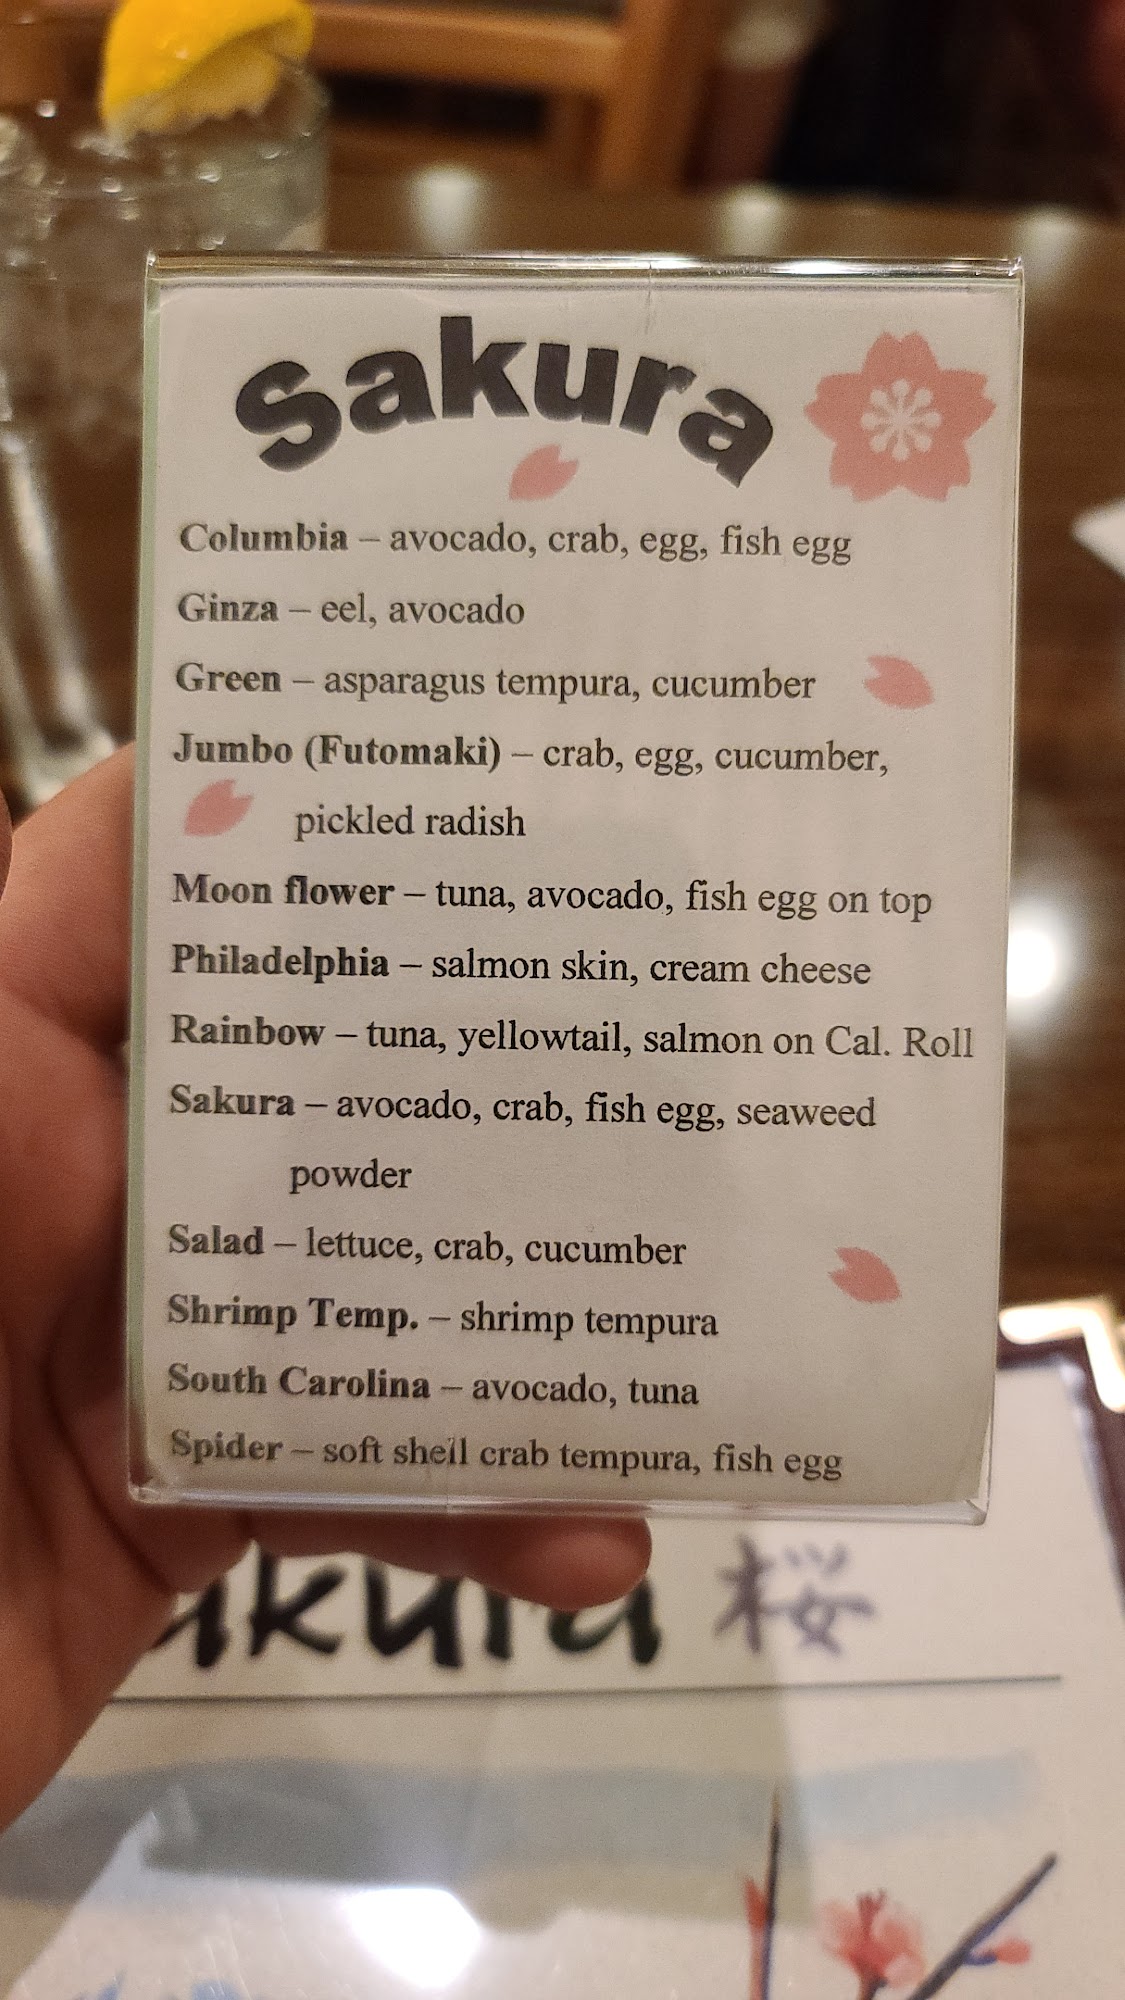 Sakura
Columbia – avocado, crab, egg, fish egg
Ginza – eel, avocado
Green – asparagus tempura, cucumber
Jumbo (Futomaki) – crab, egg, cucumber,
pickled radish
Moon flower – tuna, avocado, fish egg on top
Philadelphia – salmon skin, cream cheese
Rainbow – tuna, yellowtail, salmon on Cal. Roll
Sakura – avocado, crab, fish egg, seaweed
powder
Salad – lettuce, crab, cucumber
Shrimp Temp. – shrimp tempura
South Carolina – avocado, tuna
Spider – soft shell crab tempura, fish egg
akura 桜